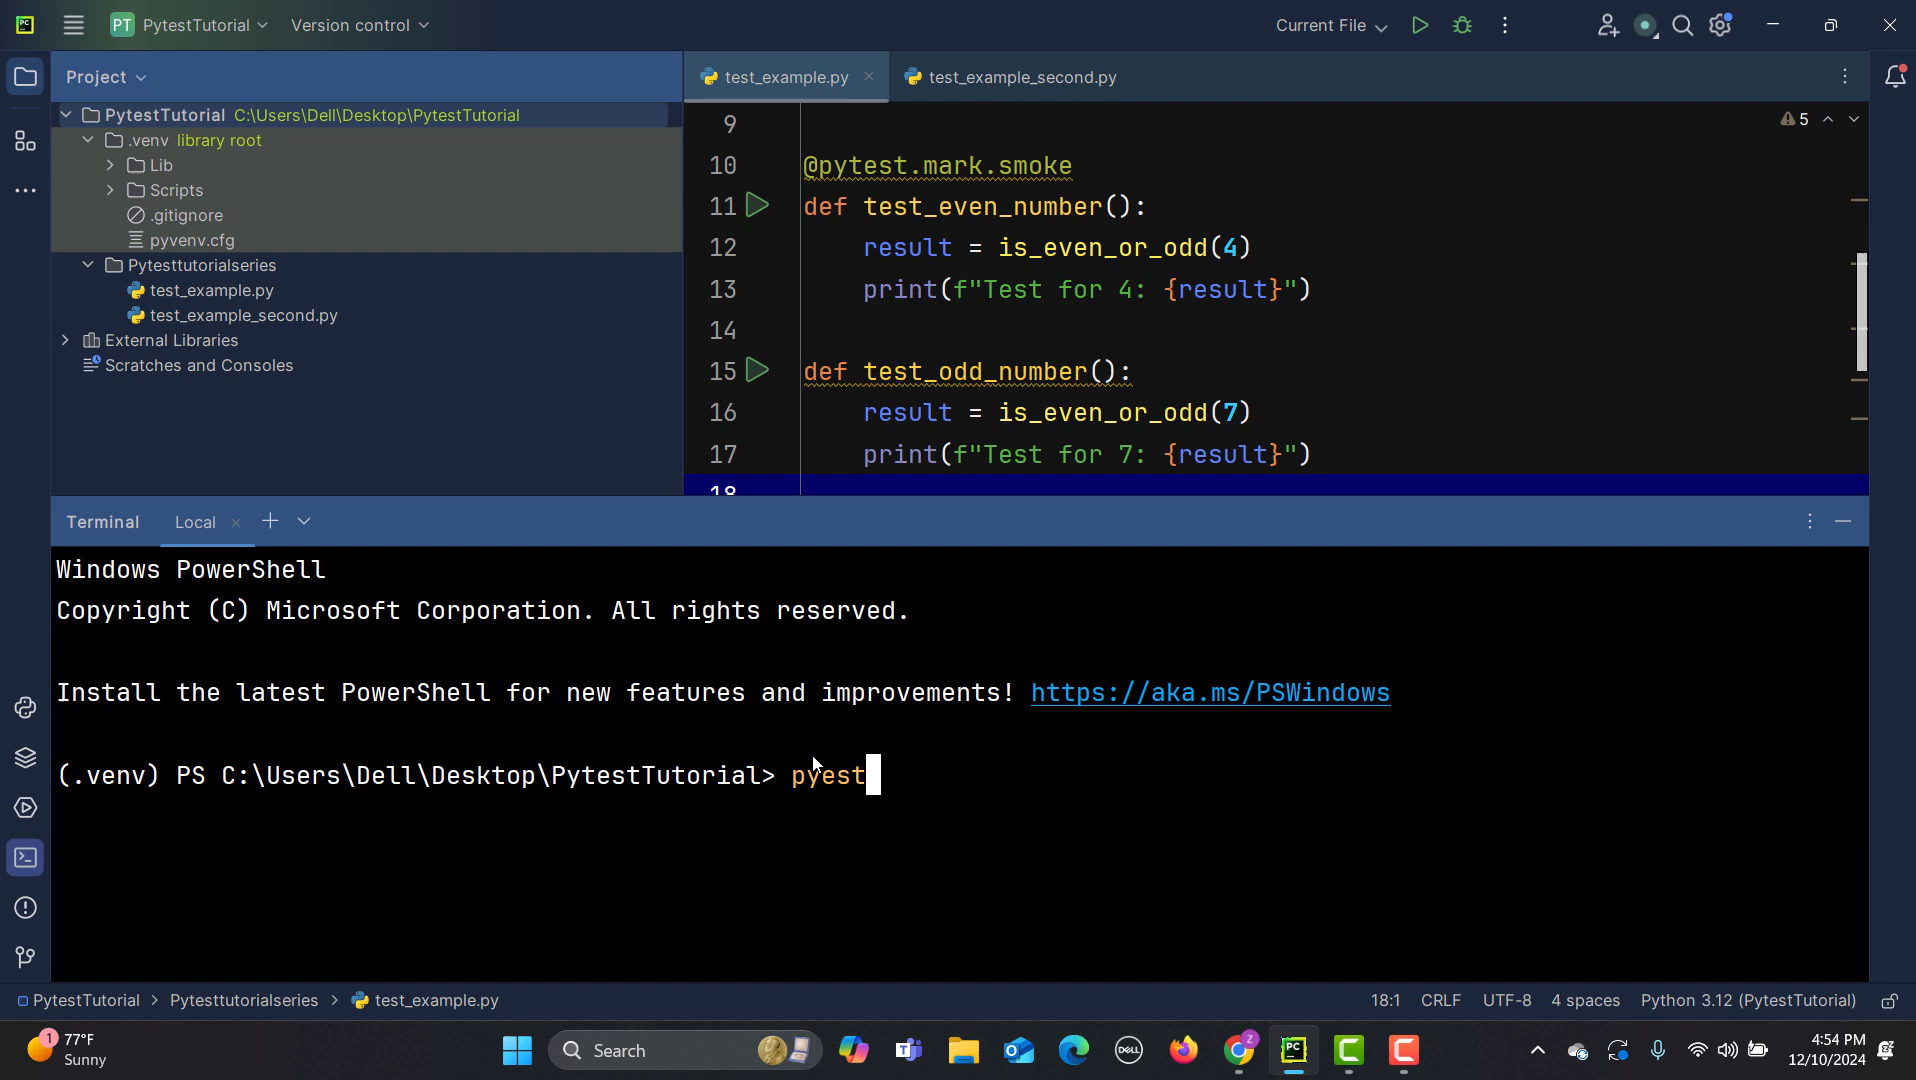 PC
PT PytestTutorial Version control
Current File
Project
PytestTutorial C:\Users\Dell\Desktop\PytestTutorial
.venv library root
Lib
Scripts
.gitignore
pyvenv.cfg
Pytesttutorialseries
test_example.py
test_example_second.py
External Libraries
Scratches and Consoles
test_example.py test_example_second.py
5
9
10 @pytest.mark.smoke
11 def test_even_number():
12 result = is_even_or_odd(4)
13 print(f"Test for 4: {result}")
14
15 def test_odd_number():
16 result = is_even_or_odd(7)
17 print(f"Test for 7: {result}")
18
Terminal Local
Windows PowerShell
Copyright (C) Microsoft Corporation. All rights reserved.
Install the latest PowerShell for new features and improvements! https://aka.ms/PSWindows
(.venv) PS C:\Users\Dell\Desktop\PytestTutorial> pyest
PytestTutorial > Pytesttutorialseries > test_example.py
18:1 CRLF UTF-8 4 spaces Python 3.12 (PytestTutorial)
1 77°F
Sunny
Search
DELL
Z
PC
4:54 PM
12/10/2024